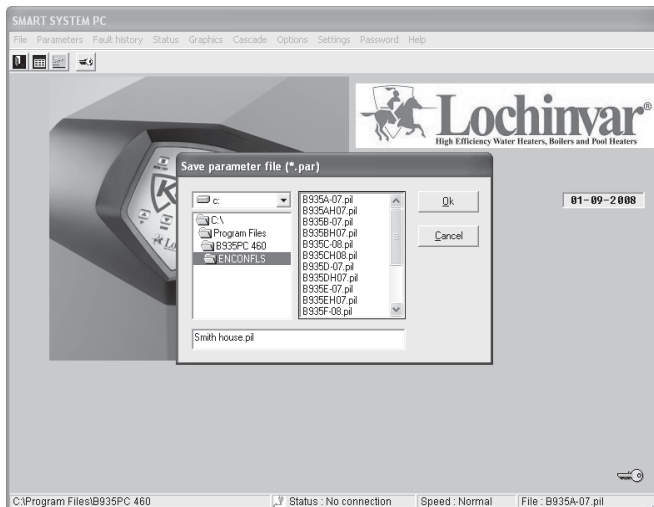 SMART SYSTEM PC
File Parameters Fault history Status Graphics Cascade Options Settings Password Help
Lochinvar®
High Efficiency Water Heaters, Boilers and Pool Heaters
Save parameter file (*.par)
c:
C:\
Program Files
B935PC 460
ENCONFLS
B935A-07.pil
B935AH07.pil
B935B-07.pil
B935BH07.pil
B935C-08.pil
B935CH08.pil
B935D-07.pil
B935DH07.pil
B935E-07.pil
B935EH07.pil
B935F-08.pil
Ok
Cancel
01-09-2008
Smith house.pil
C:\Program Files\B935PC 460 Status : No connection Speed : Normal File : B935A-07.pil